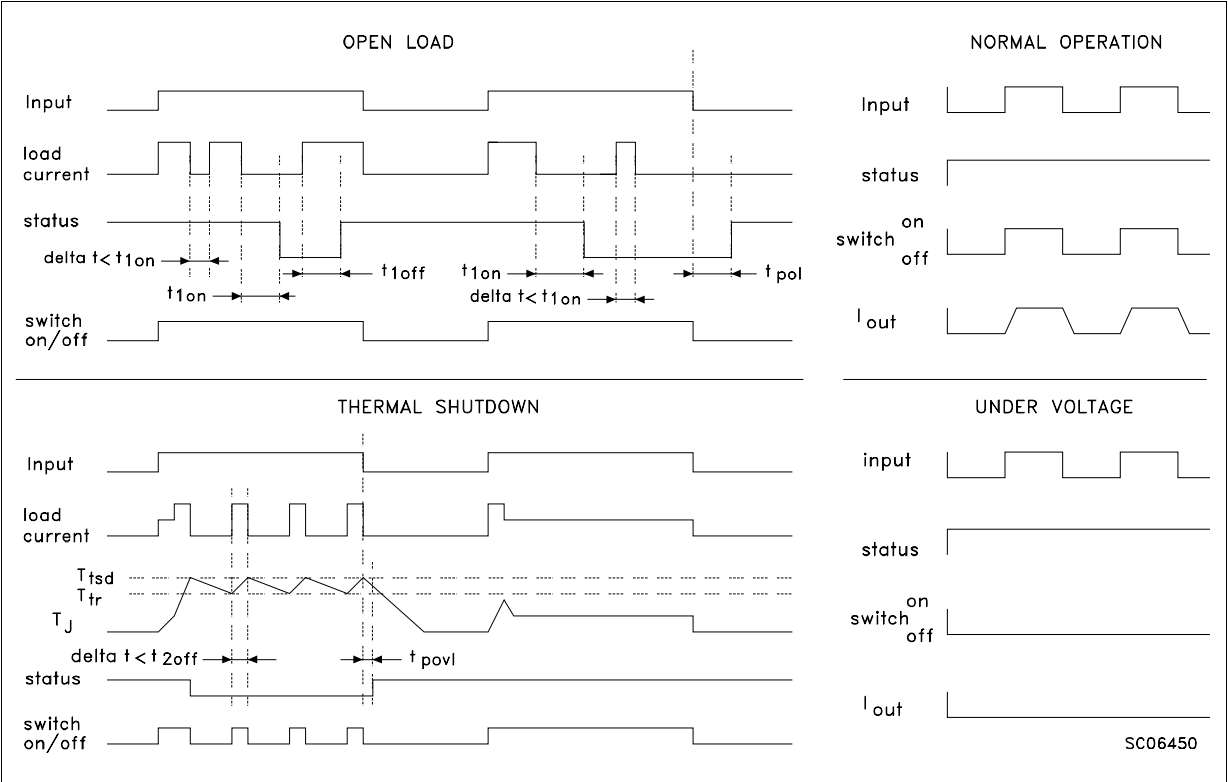 OPEN LOAD
Input
load
current
status
delta t< t1on
t1on
t1off
t1on
delta t< t1on
tpol
switch
on/off
NORMAL OPERATION
Input
status
switch on
off
Iout
THERMAL SHUTDOWN
Input
load
current
Ttsd
Ttr
TJ
delta t< t2off
tpovl
status
switch
on/off
UNDER VOLTAGE
input
status
switch on
off
Iout
SC06450